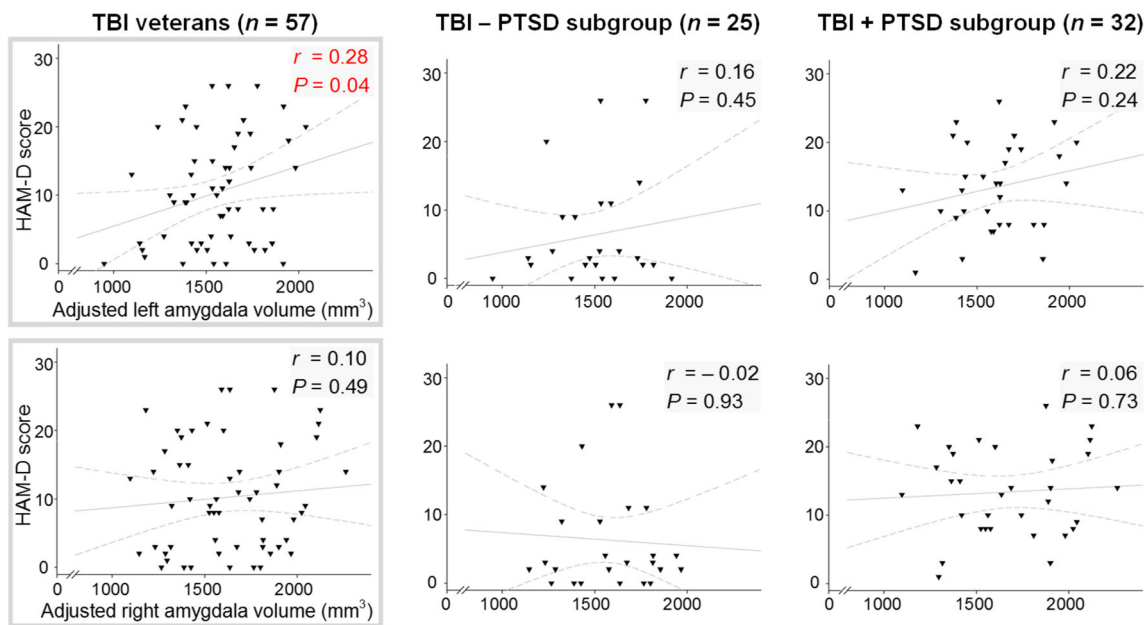 TBI veterans (n = 57)
TBI – PTSD subgroup (n = 25)
TBI + PTSD subgroup (n = 32)
HAM-D score
30
20
10
0
r = 0.28
P = 0.04
0 1000 1500 2000
Adjusted left amygdala volume (mm³)
30
20
10
0
r = 0.16
P = 0.45
0 1000 1500 2000
30
20
10
0
r = 0.22
P = 0.24
0 1000 1500 2000
HAM-D score
30
20
10
0
r = 0.10
P = 0.49
0 1000 1500 2000
Adjusted right amygdala volume (mm³)
30
20
10
0
r = – 0.02
P = 0.93
0 1000 1500 2000
30
20
10
0
r = 0.06
P = 0.73
0 1000 1500 2000